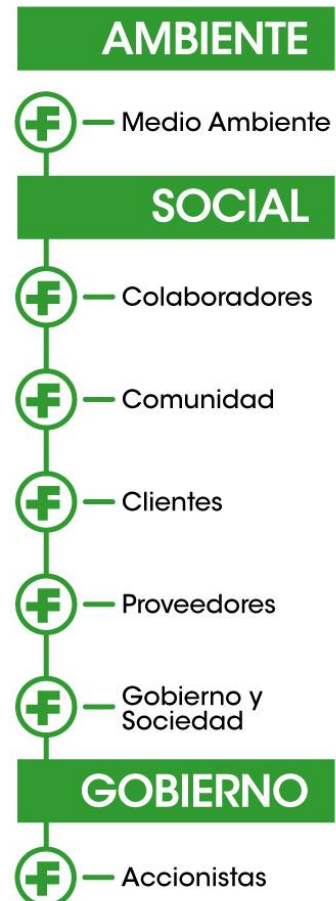 AMBIENTE
Medio Ambiente
SOCIAL
Colaboradores
Comunidad
Clientes
Proveedores
Gobierno y
Sociedad
GOBIERNO
Accionistas